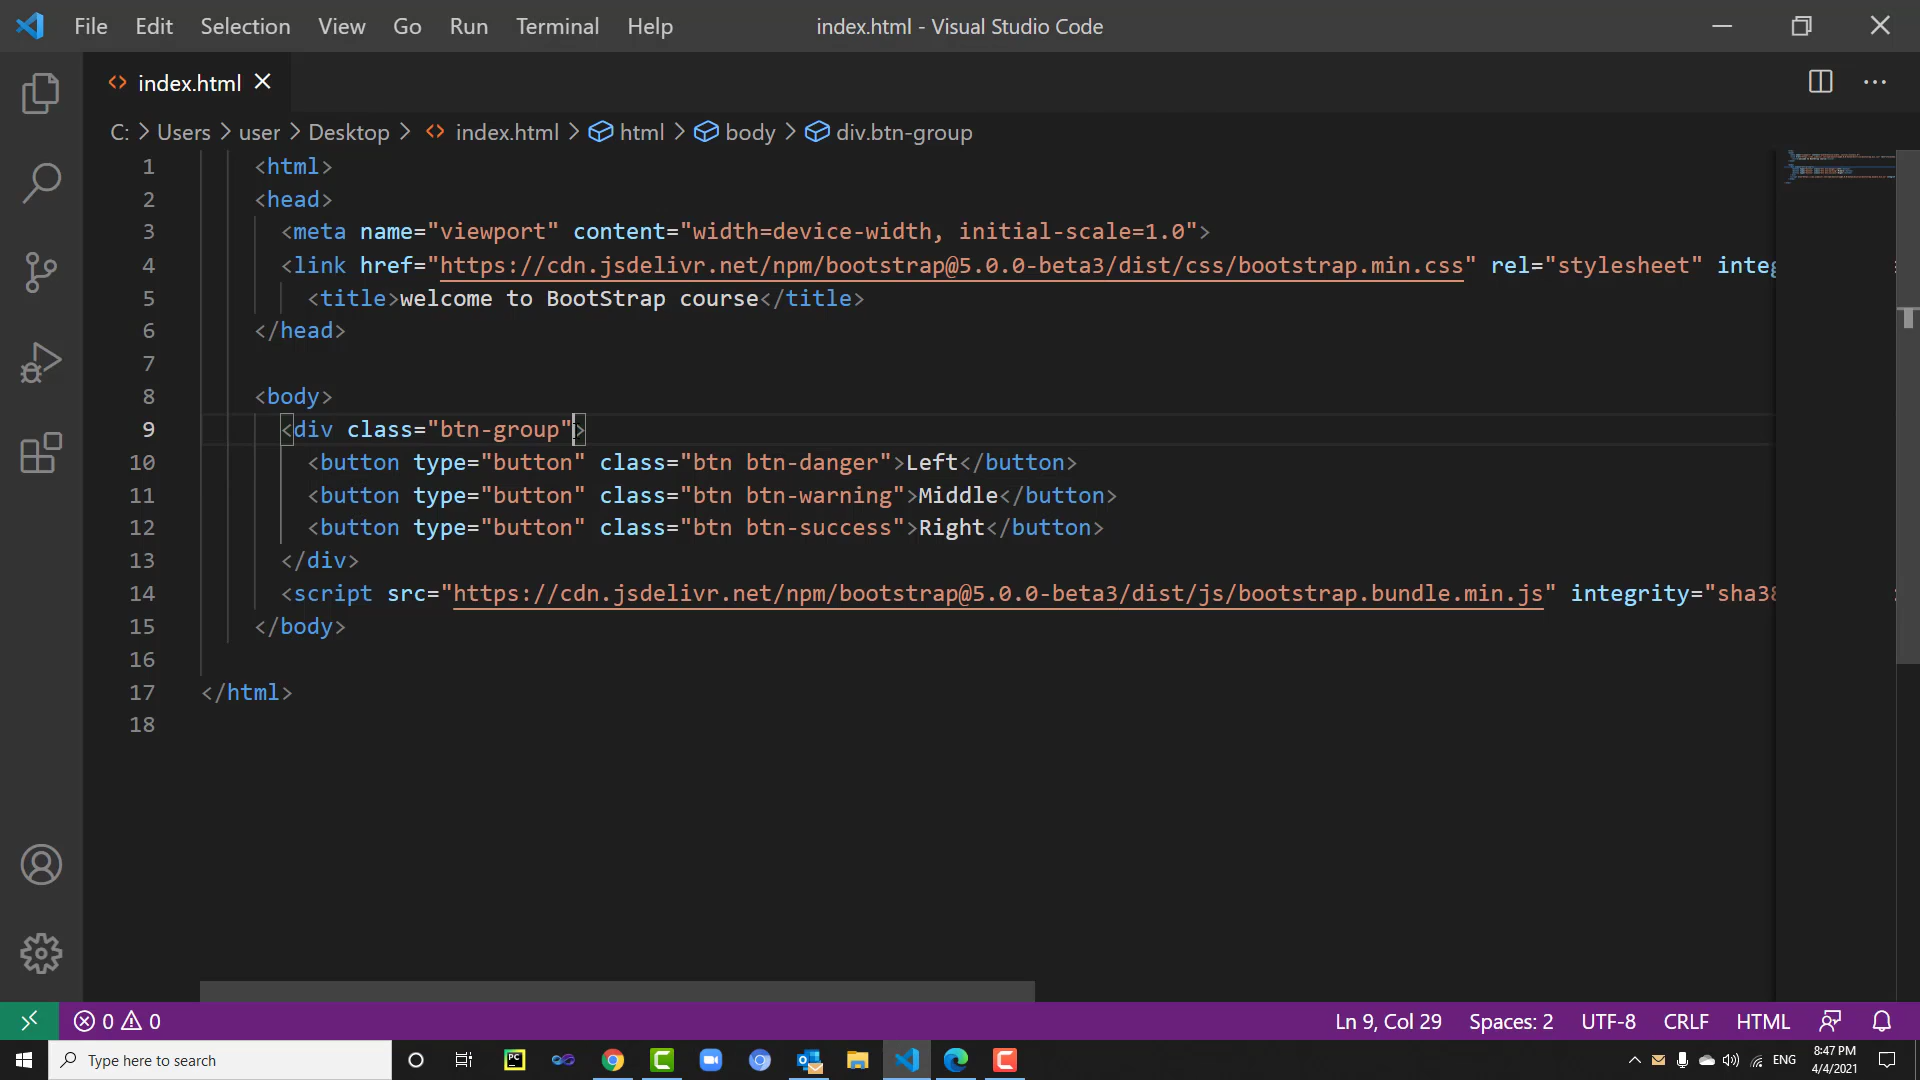 File Edit Selection View Go Run Terminal Help index.html - Visual Studio Code
index.html
C: > Users > user > Desktop > index.html > html > body > div.btn-group
1 <html>
2 <head>
3 <meta name="viewport" content="width=device-width, initial-scale=1.0">
4 <link href="https://cdn.jsdelivr.net/npm/bootstrap@5.0.0-beta3/dist/css/bootstrap.min.css" rel="stylesheet" integ
5 <title>welcome to BootStrap course</title>
6 </head>
7
8 <body>
9 <div class="btn-group">
10 <button type="button" class="btn btn-danger">Left</button>
11 <button type="button" class="btn btn-warning">Middle</button>
12 <button type="button" class="btn btn-success">Right</button>
13 </div>
14 <script src="https://cdn.jsdelivr.net/npm/bootstrap@5.0.0-beta3/dist/js/bootstrap.bundle.min.js" integrity="sha38
15 </body>
16
17 </html>
18
0 0 Ln 9, Col 29 Spaces: 2 UTF-8 CRLF HTML
Type here to search PC ENG 8:47 PM
4/4/2021